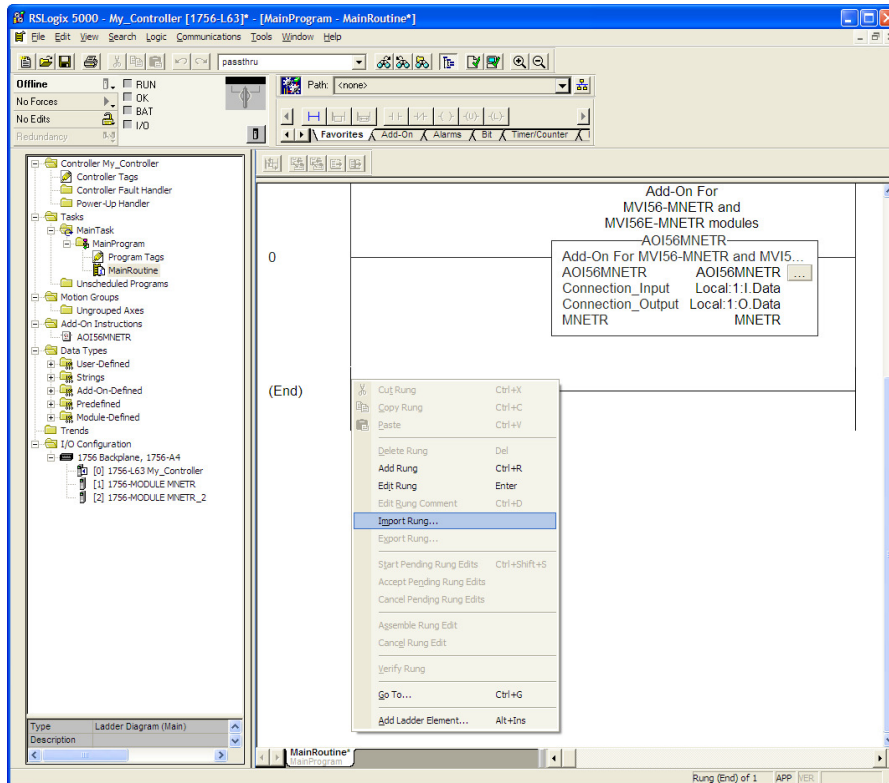 RSLogix 5000 - My_Controller [1756-L63]* - [MainProgram - MainRoutine*]
File Edit View Search Logic Communications Tools Window Help
passthru
Offline
RUN
No Forces
OK
No Edits
BAT
Redundancy
I/O
Path: <none>
Favorites Add-On Alarms Bit Timer/Counter
Controller My_Controller
Controller Tags
Controller Fault Handler
Power-Up Handler
Tasks
MainTask
MainProgram
Program Tags
MainRoutine
Unscheduled Programs
Motion Groups
Ungrouped Axes
Add-On Instructions
AOI56MNETR
Data Types
User-Defined
Strings
Add-On-Defined
Predefined
Module-Defined
Trends
I/O Configuration
1756 Backplane, 1756-A4
[0] 1756-L63 My_Controller
[1] 1756-MODULE MNETR
[2] 1756-MODULE MNETR_2
Type Ladder Diagram (Main)
Description
Add-On For
MVI56-MNETR and
MVI56E-MNETR modules
AOI56MNETR
0
Add-On For MVI56-MNETR and MVI5...
AOI56MNETR AOI56MNETR ...
Connection_Input Local:1:I.Data
Connection_Output Local:1:O.Data
MNETR MNETR
(End)
Cut Rung Ctrl+X
Copy Rung Ctrl+C
Paste Ctrl+V
Delete Rung Del
Add Rung Ctrl+R
Edit Rung Enter
Edit Rung Comment Ctrl+D
Import Rung...
Export Rung...
Start Pending Rung Edits Ctrl+Shift+S
Accept Pending Rung Edits
Cancel Pending Rung Edits
Assemble Rung Edit
Cancel Rung Edit
Verify Rung
Go To... Ctrl+G
Add Ladder Element... Alt+Ins
MainRoutine*
MainProgram
Rung (End) of 1 APP VER